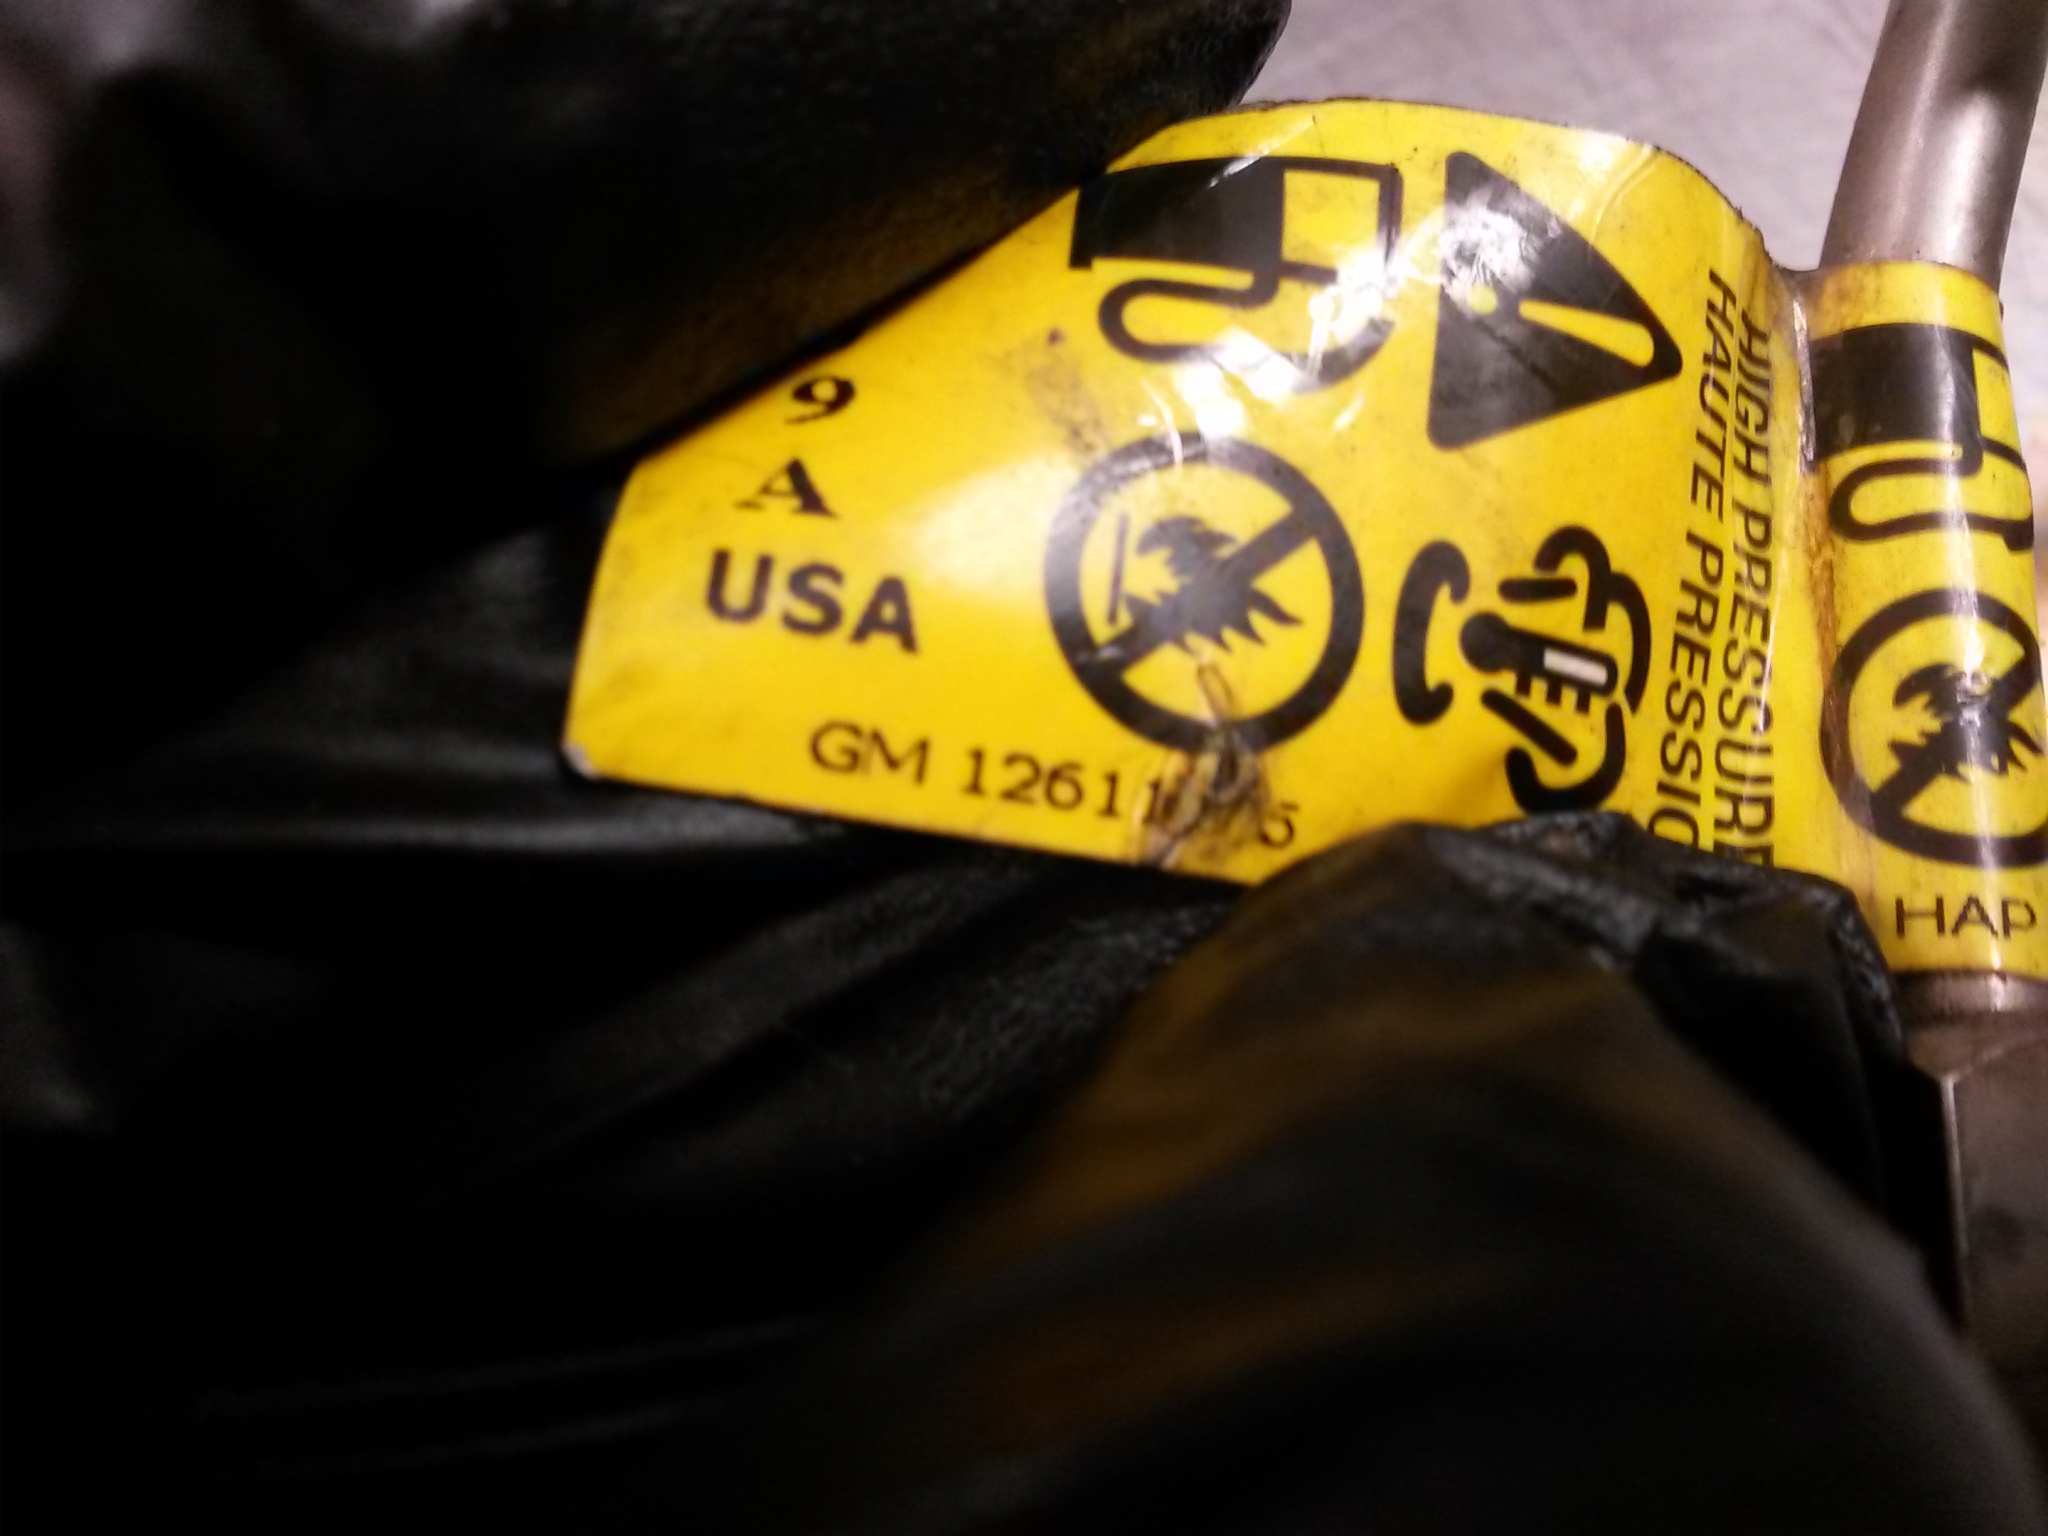 9
A
USA
GM 1261
HIGH PRESSURE
HAUTE PRESSIO
HAP